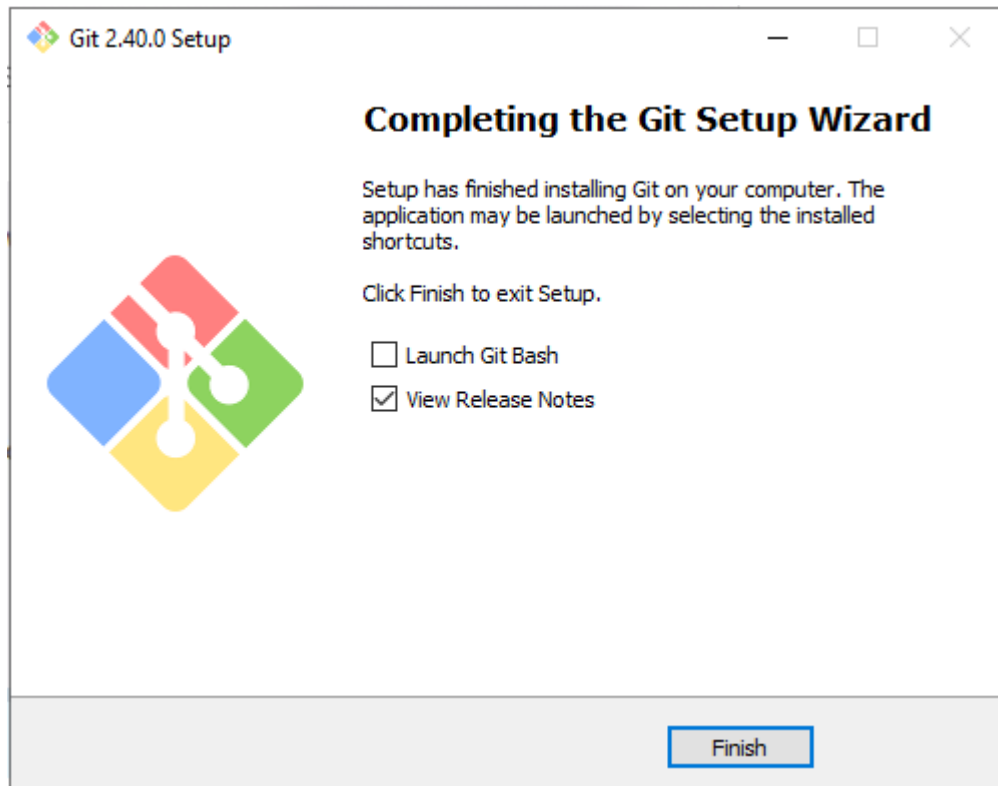 Git 2.40.0 Setup
Completing the Git Setup Wizard
Setup has finished installing Git on your computer. The
application may be launched by selecting the installed
shortcuts.
Click Finish to exit Setup.
Launch Git Bash
View Release Notes
Finish